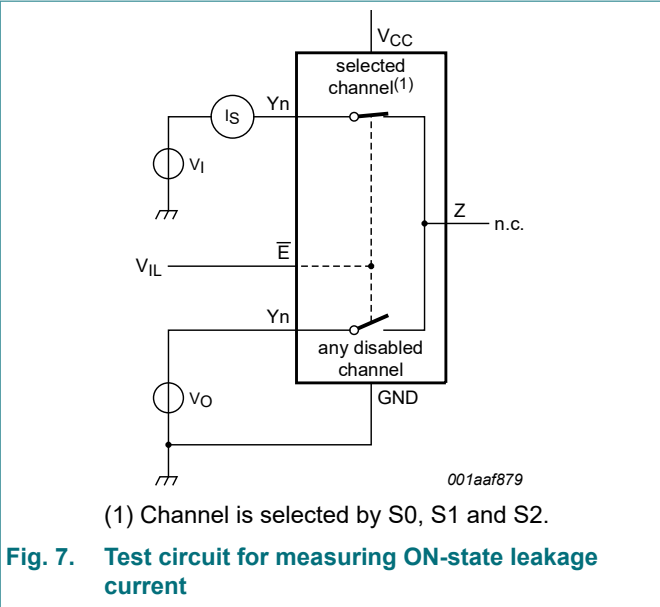 VCC
selected
channel(1)
Yn
IS
VI
Z
n.c.
E
VIL
Yn
any disabled
channel
VO
GND
001aaf879
(1) Channel is selected by S0, S1 and S2.
Fig. 7. Test circuit for measuring ON-state leakage
current